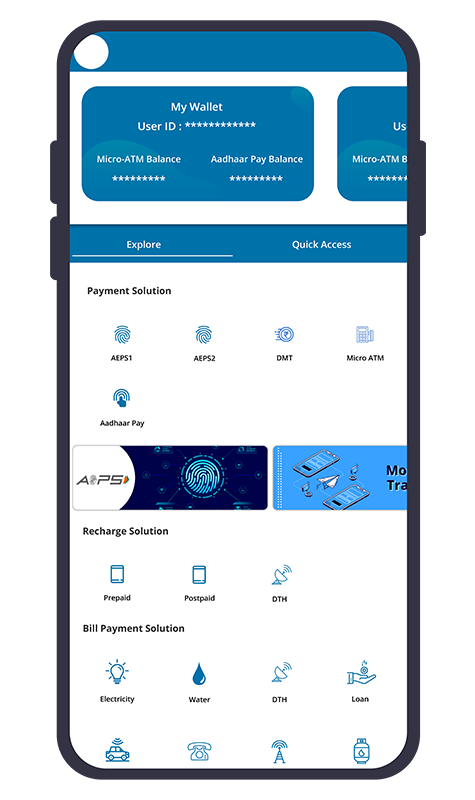 My Wallet
User ID : ************
Us
Micro-ATM Balance
Aadhaar Pay Balance
Micro-ATM B
*********
*********
******
Explore
Quick Access
Payment Solution
AEPS1
AEPS2
DMT
Micro ATM
Aadhaar Pay
AePS
Mo
Tra
Recharge Solution
Prepaid
Postpaid
DTH
Bill Payment Solution
Electricity
Water
DTH
Loan